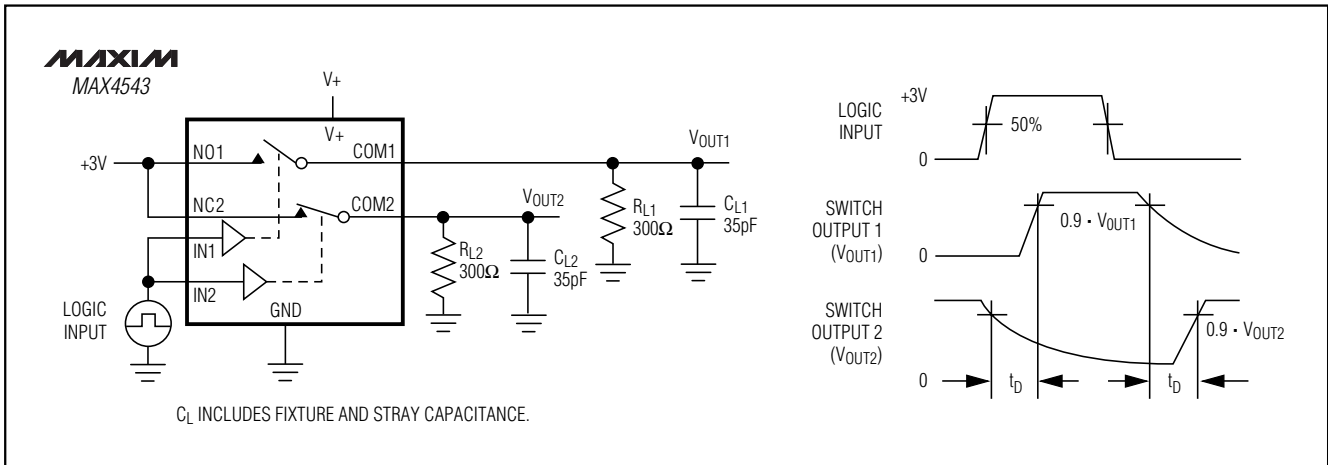 MAXIM
MAX4543
V+
V+
+3V
NO1
COM1
VOUT1
NC2
COM2
VOUT2
IN1
IN2
RL1
300Ω
CL1
35pF
RL2
300Ω
CL2
35pF
LOGIC
INPUT
GND
CL INCLUDES FIXTURE AND STRAY CAPACITANCE.
LOGIC
INPUT
+3V
50%
0
SWITCH
OUTPUT 1
(VOUT1)
0.9 · VOUT1
0
SWITCH
OUTPUT 2
(VOUT2)
0.9 · VOUT2
0
tD
tD